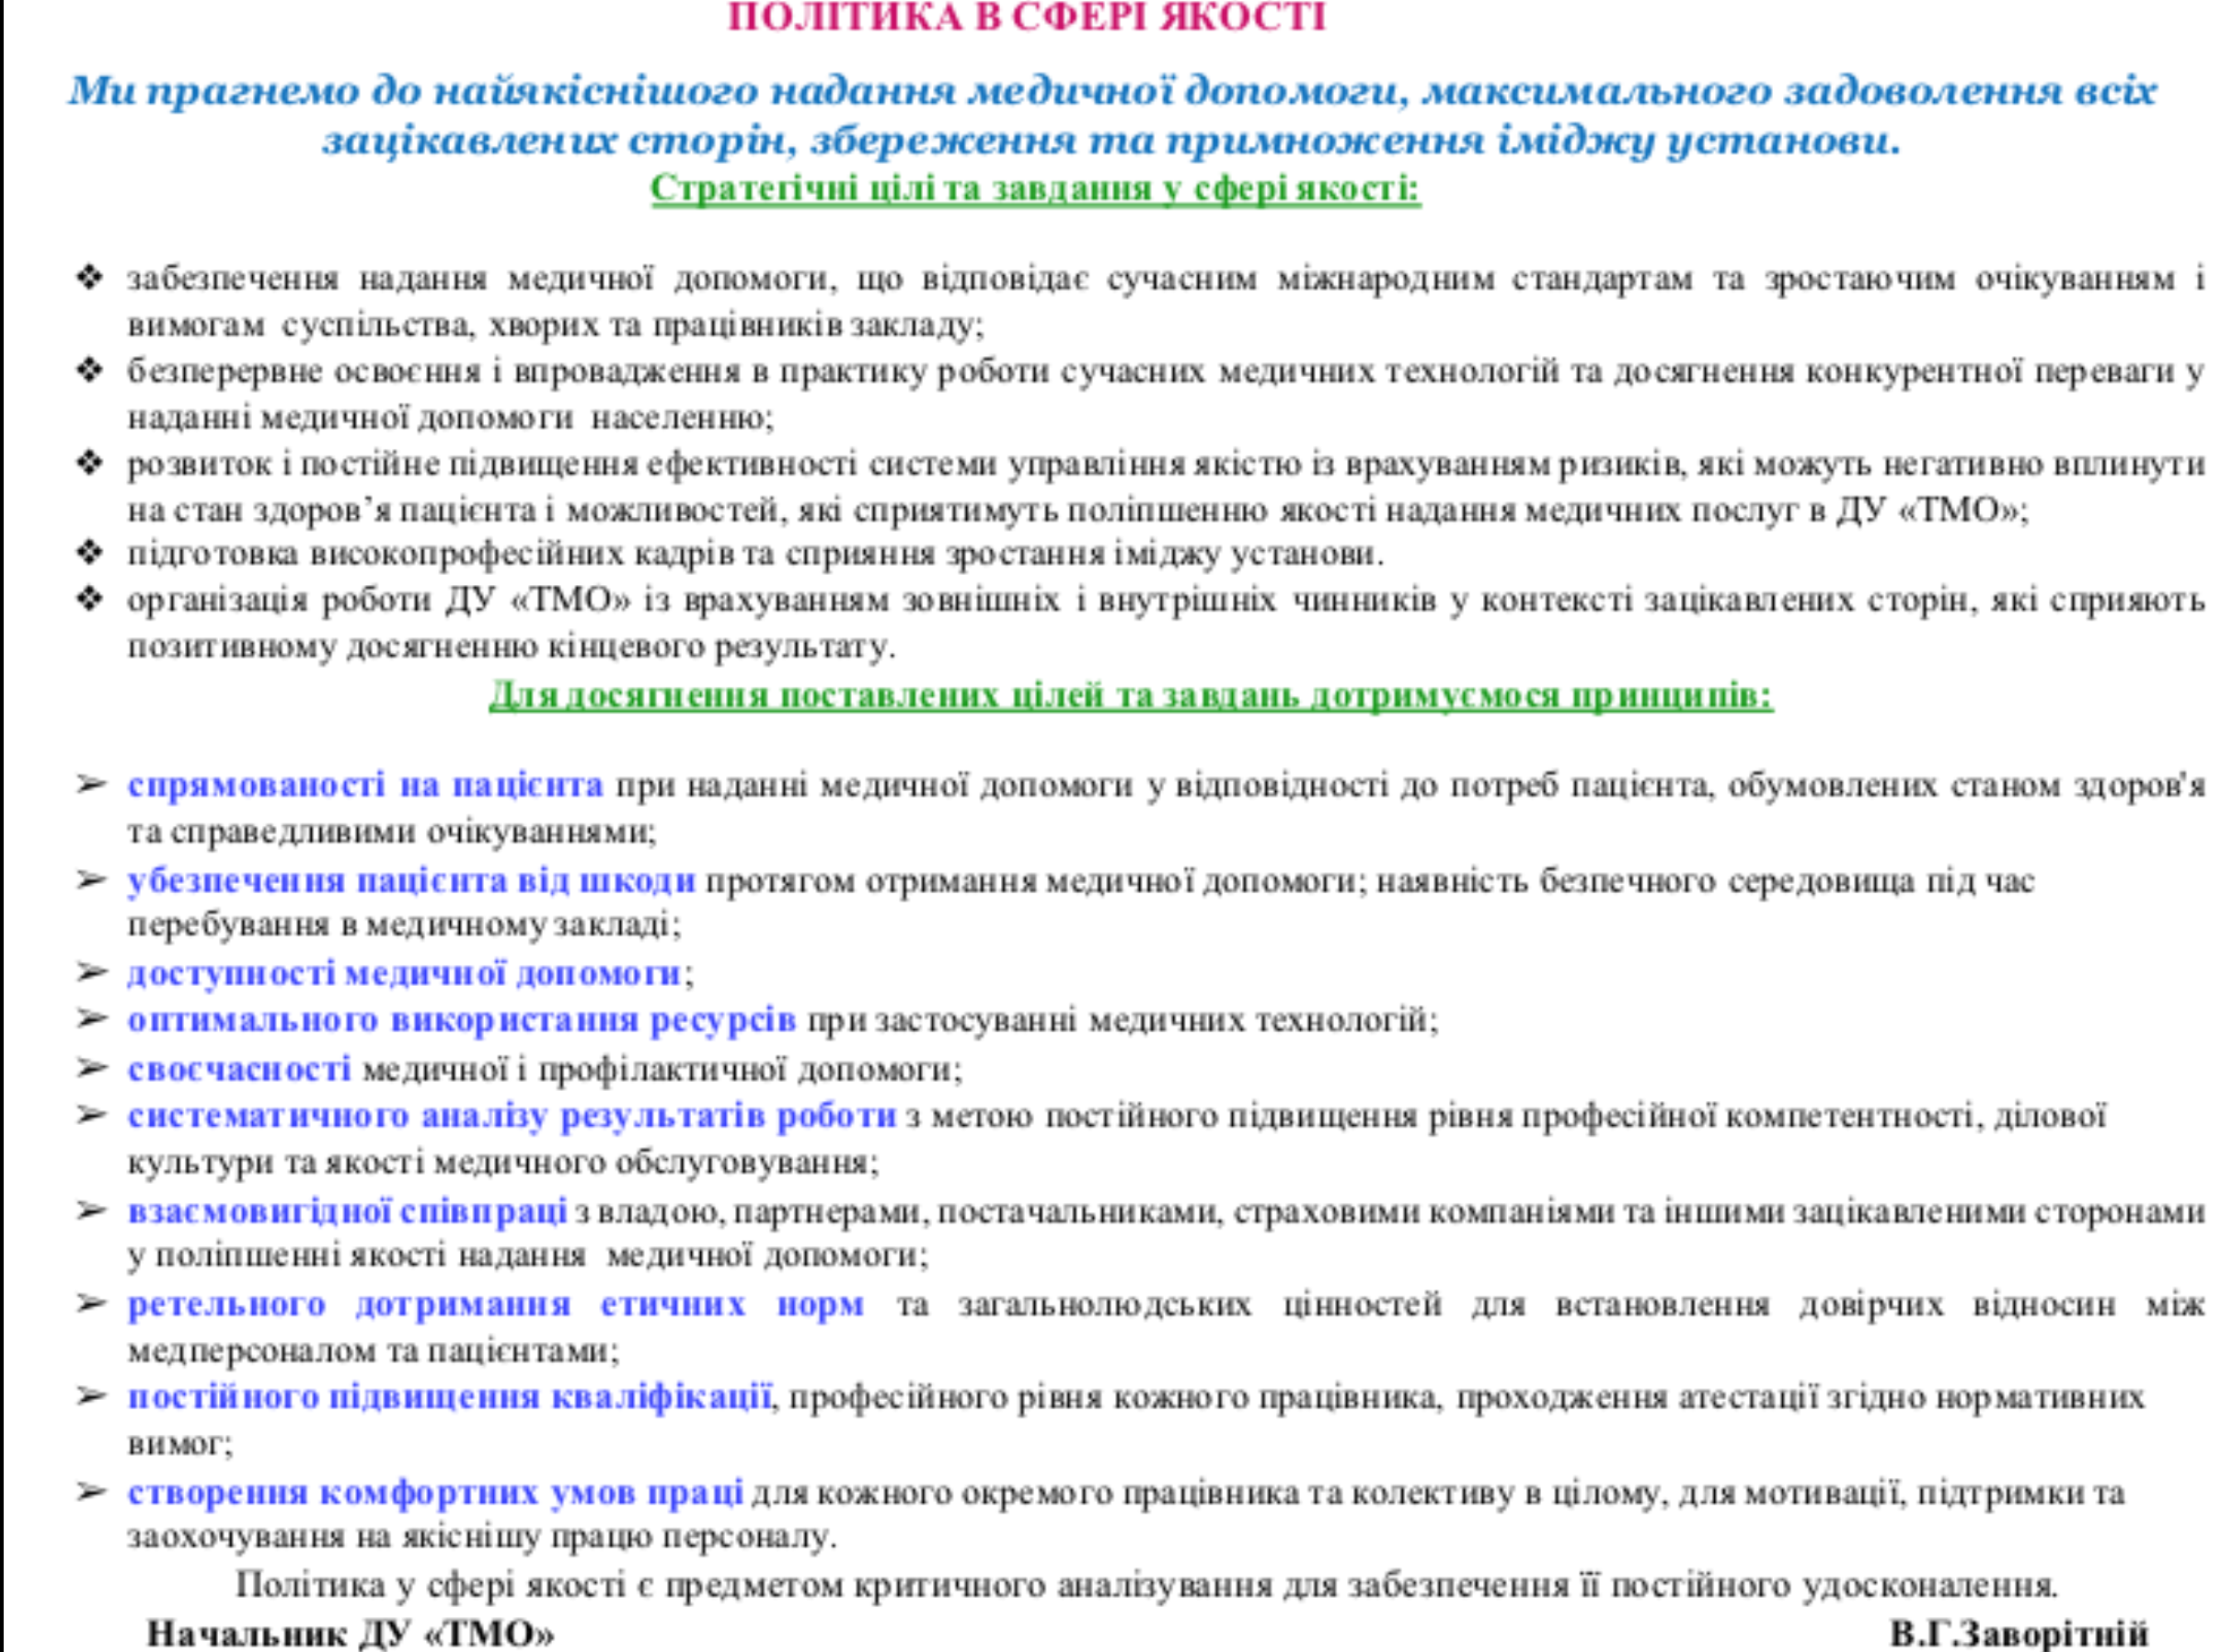 ПОЛІТИКА В СФЕРІ ЯКОСТІ
Ми прагнемо до найякіснішого надання медичної допомоги, максимального задоволення всіх
зацікавлених сторін, збереження та примноження іміджу установи.
Стратегічні цілі та завдання у сфері якості:
❖ забезпечення надання медичної допомоги, що відповідає сучасним міжнародним стандартам та зростаючим очікуванням і
вимогам суспільства, хворих та працівників закладу;
❖ безперервне освоєння і впровадження в практику роботи сучасних медичних технологій та досягнення конкурентної переваги у
наданні медичної допомоги населенню;
❖ розвиток і постійне підвищення ефективності системи управління якістю із врахуванням ризиків, які можуть негативно вплинути
на стан здоров’я пацієнта і можливостей, які сприятимуть поліпшенню якості надання медичних послуг в ДУ «ТМО»;
❖ підготовка високопрофесійних кадрів та сприяння зростання іміджу установи.
❖ організація роботи ДУ «ТМО» із врахуванням зовнішніх і внутрішніх чинників у контексті зацікавлених сторін, які сприяють
позитивному досягненню кінцевого результату.
Для досягнення поставлених цілей та завдань дотримуємося принципів:
➢ спрямованості на пацієнта при наданні медичної допомоги у відповідності до потреб пацієнта, обумовлених станом здоров'я
та справедливими очікуваннями;
➢ убезпечення пацієнта від шкоди протягом отримання медичної допомоги; наявність безпечного середовища під час
перебування в медичному закладі;
➢ доступності медичної допомоги;
➢ оптимального використання ресурсів при застосуванні медичних технологій;
➢ своєчасності медичної і профілактичної допомоги;
➢ систематичного аналізу результатів роботи з метою постійного підвищення рівня професійної компетентності, ділової
культури та якості медичного обслуговування;
➢ взаємовигідної співпраці з владою, партнерами, постачальниками, страховими компаніями та іншими зацікавленими сторонами
у поліпшенні якості надання медичної допомоги;
➢ ретельного дотримання етичних норм та загальнолюдських цінностей для встановлення довірчих відносин між
медперсоналом та пацієнтами;
➢ постійного підвищення кваліфікації, професійного рівня кожного працівника, проходження атестації згідно нормативних
вимог;
➢ створення комфортних умов праці для кожного окремого працівника та колективу в цілому, для мотивації, підтримки та
заохочування на якіснішу працю персоналу.
Політика у сфері якості є предметом критичного аналізування для забезпечення її постійного удосконалення.
Начальник ДУ «ТМО» В.Г.Заворітній